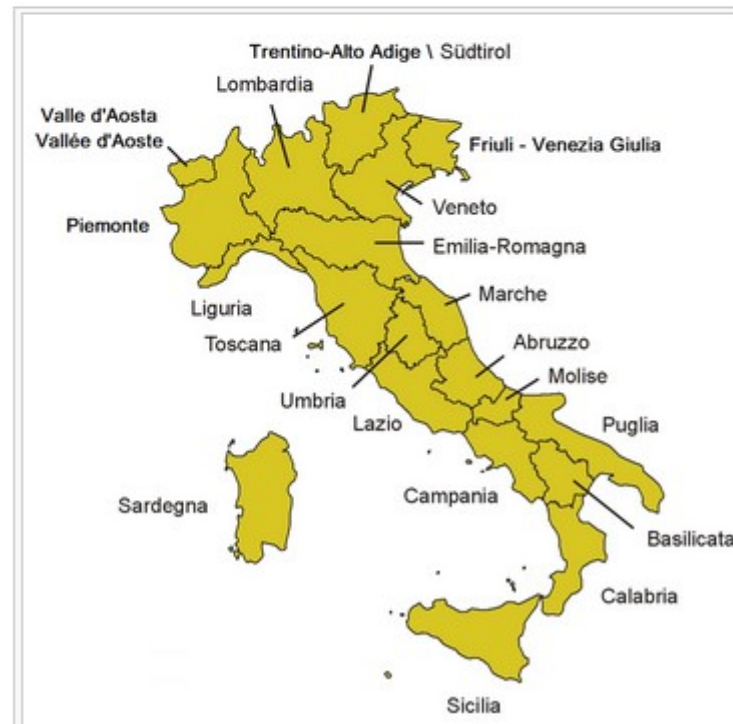 Trentino-Alto Adige \ Südtirol
Lombardia
Valle d'Aosta
Vallée d'Aoste
Friuli - Venezia Giulia
Veneto
Piemonte
Emilia-Romagna
Marche
Liguria
Toscana
Abruzzo
Molise
Umbria
Lazio
Puglia
Campania
Sardegna
Basilicata
Calabria
Sicilia